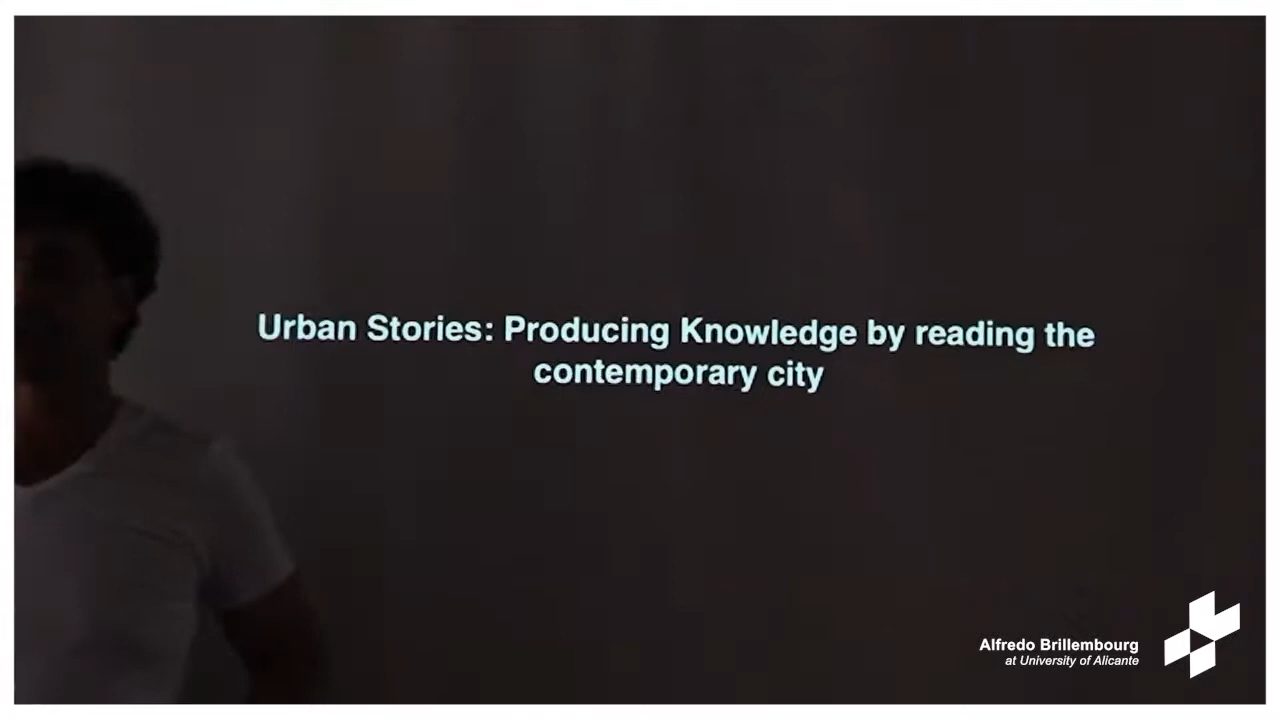 Urban Stories: Producing Knowledge by reading the
contemporary city
Alfredo Brillembourg
at University of Alicante